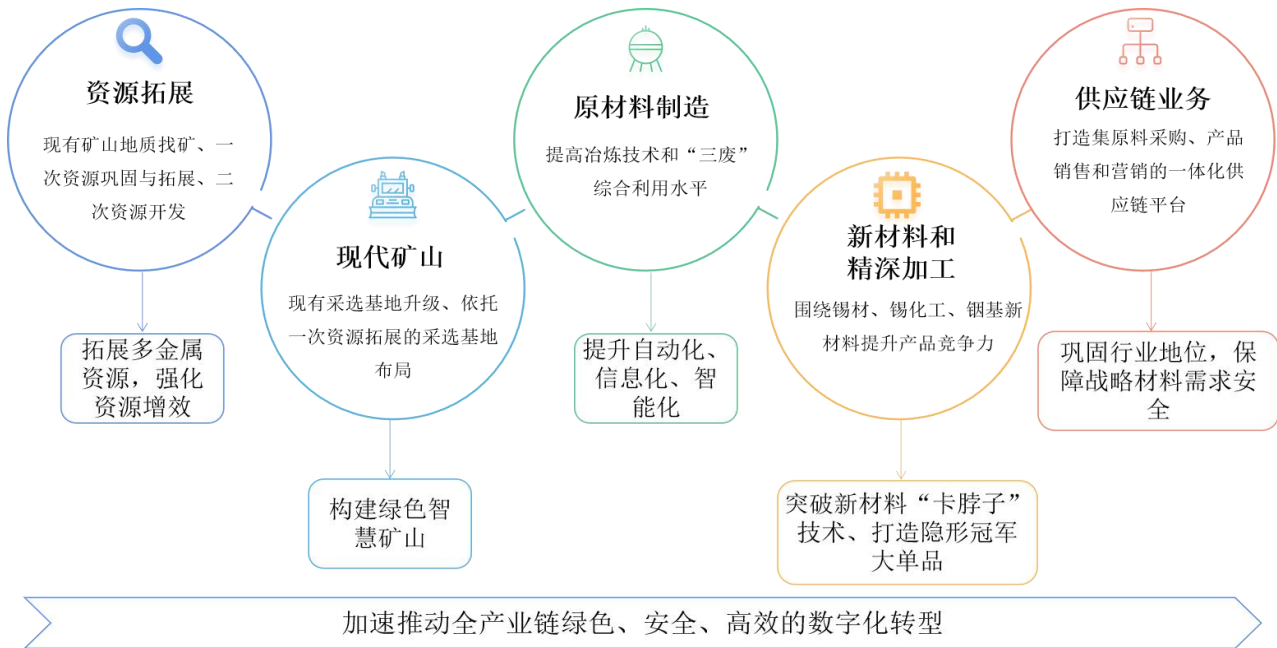 资源拓展
现有矿山地质找矿、一
次资源巩固与拓展、二
次资源开发
拓展多金属
资源，强化
资源增效
现代矿山
现有采选基地升级、依托
一次资源拓展的采选基地
布局
构建绿色智
慧矿山
原材料制造
提高冶炼技术和“三废”
综合利用水平
提升自动化、
信息化、智
能化
新材料和
精深加工
围绕锡材、锡化工、铟基新
材料提升产品竞争力
突破新材料“卡脖子”
技术、打造隐形冠军
大单品
供应链业务
打造集原料采购、产品
销售和营销的一体化供
应链平台
巩固行业地位，保
障战略材料需求安
全
加速推动全产业链绿色、安全、高效的数字化转型